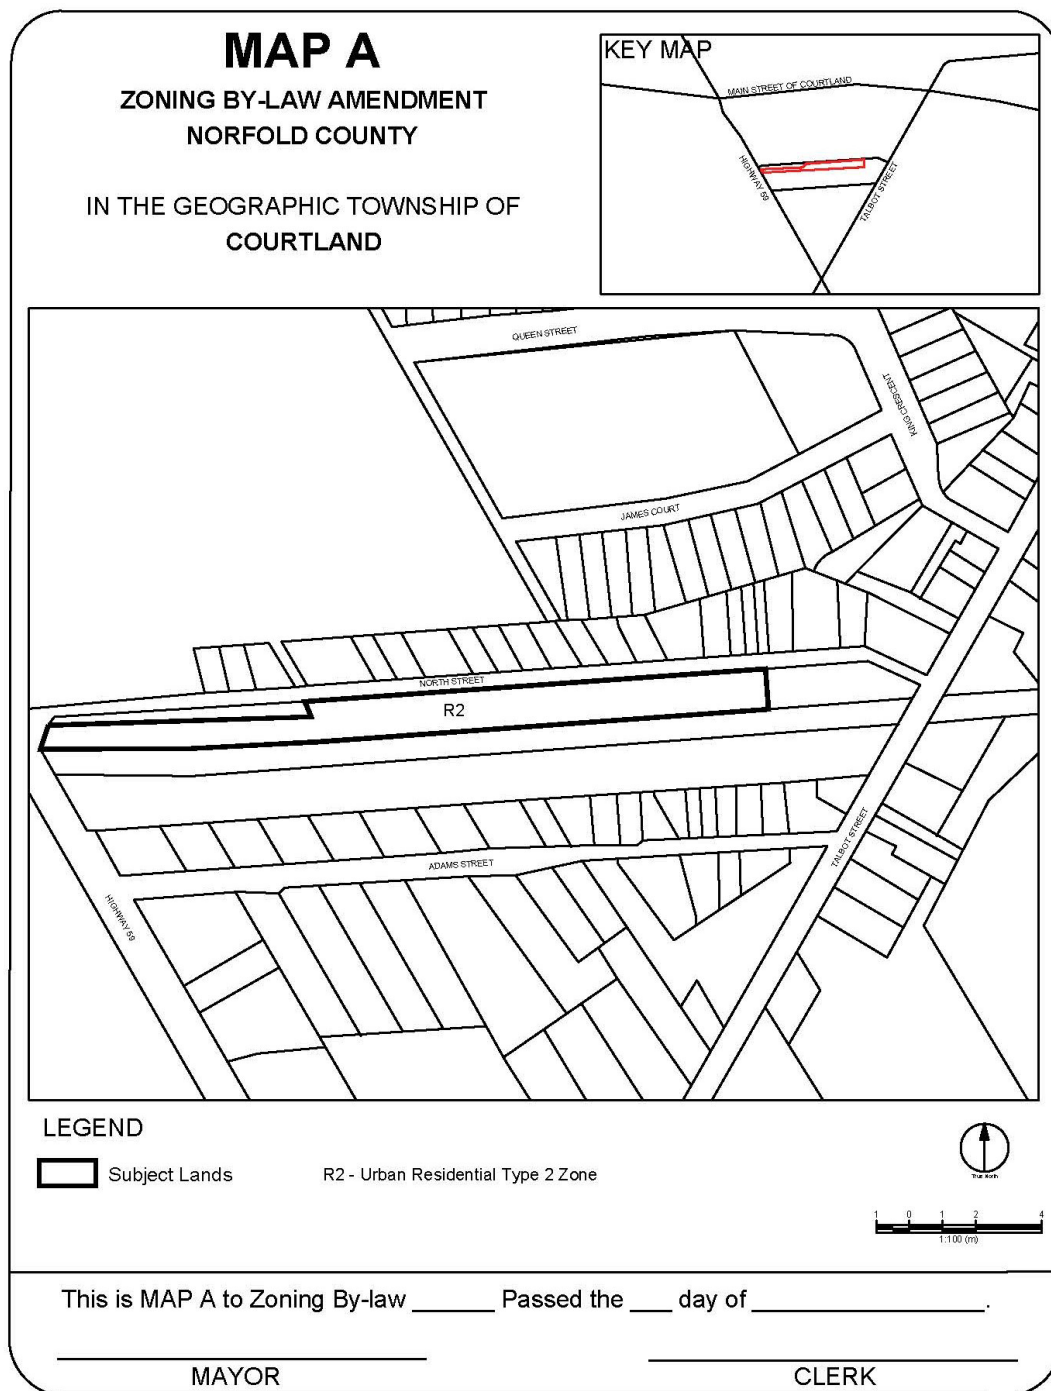 MAP A
ZONING BY-LAW AMENDMENT
NORFOLD COUNTY
IN THE GEOGRAPHIC TOWNSHIP OF
COURTLAND
KEY MAP
MAIN STREET OF COURTLAND
HIGHWAY 59
TALBOT STREET
QUEEN STREET
KING CRESCENT
JAMES COURT
NORTH STREET
R2
TALBOT STREET
ADAMS STREET
HIGHWAY 59
LEGEND
Subject Lands
R2 - Urban Residential Type 2 Zone
True North
1 0 1 2 4
1:100 (m)
This is MAP A to Zoning By-law ______ Passed the ___ day of _________________.
MAYOR
CLERK